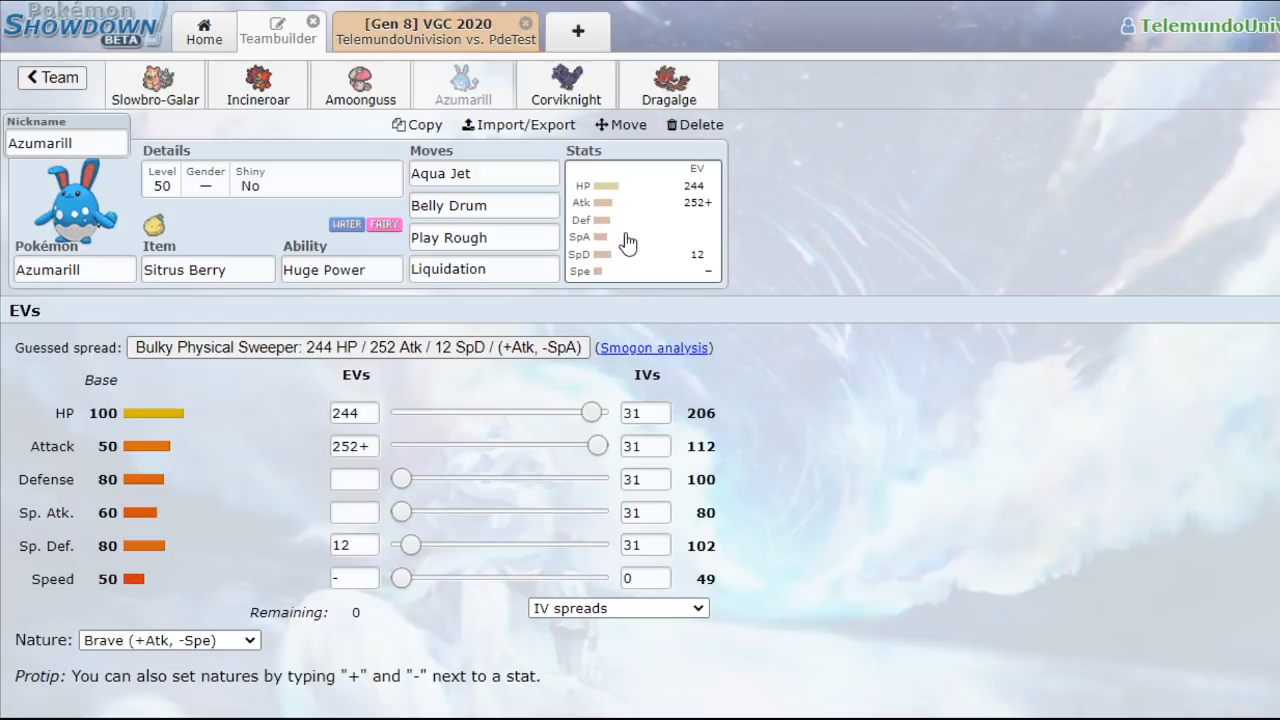 Pokémon
SHOWDOWN
BETA
Home
Teambuilder
[Gen 8] VGC 2020
TelemundoUnivision vs. PdeTest
+
TelemundoUniv
< Team
Slowbro-Galar
Incineroar
Amoonguss
Azumarill
Corviknight
Dragalge
Copy
Import/Export
Move
Delete
Nickname
Azumarill
Details
Level
50
Gender
—
Shiny
No
WATER
FAIRY
Pokémon
Azumarill
Item
Sitrus Berry
Ability
Huge Power
Moves
Aqua Jet
Belly Drum
Play Rough
Liquidation
Stats
EV
HP 244
Atk 252+
Def
SpA
SpD 12
Spe −
EVs
Guessed spread: Bulky Physical Sweeper: 244 HP / 252 Atk / 12 SpD / (+Atk, -SpA) (Smogon analysis)
Base EVs IVs
HP 100 244 31 206
Attack 50 252+ 31 112
Defense 80 31 100
Sp. Atk. 60 31 80
Sp. Def. 80 12 31 102
Speed 50 - 0 49
Remaining: 0
IV spreads
Nature: Brave (+Atk, -Spe)
Protip: You can also set natures by typing "+" and "-" next to a stat.